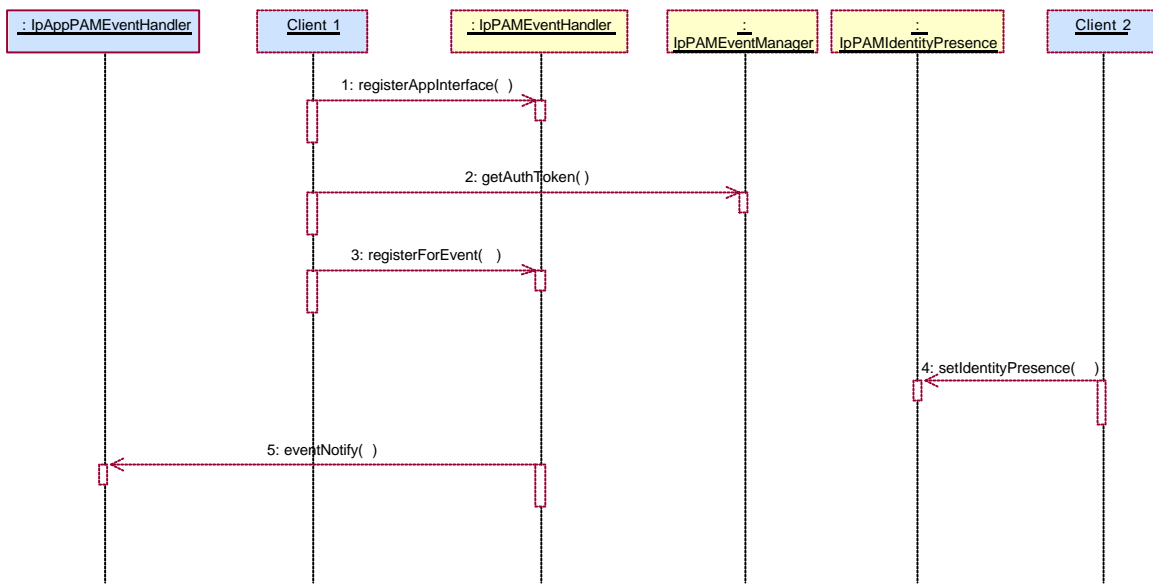 : IpAppPAMEventHandler
Client 1
: IpPAMEventHandler
:
IpPAMEventManager
:
IpPAMIdentityPresence
Client 2
1: registerAppInterface( )
2: getAuthToken( )
3: registerForEvent( )
4: setIdentityPresence( )
5: eventNotify( )